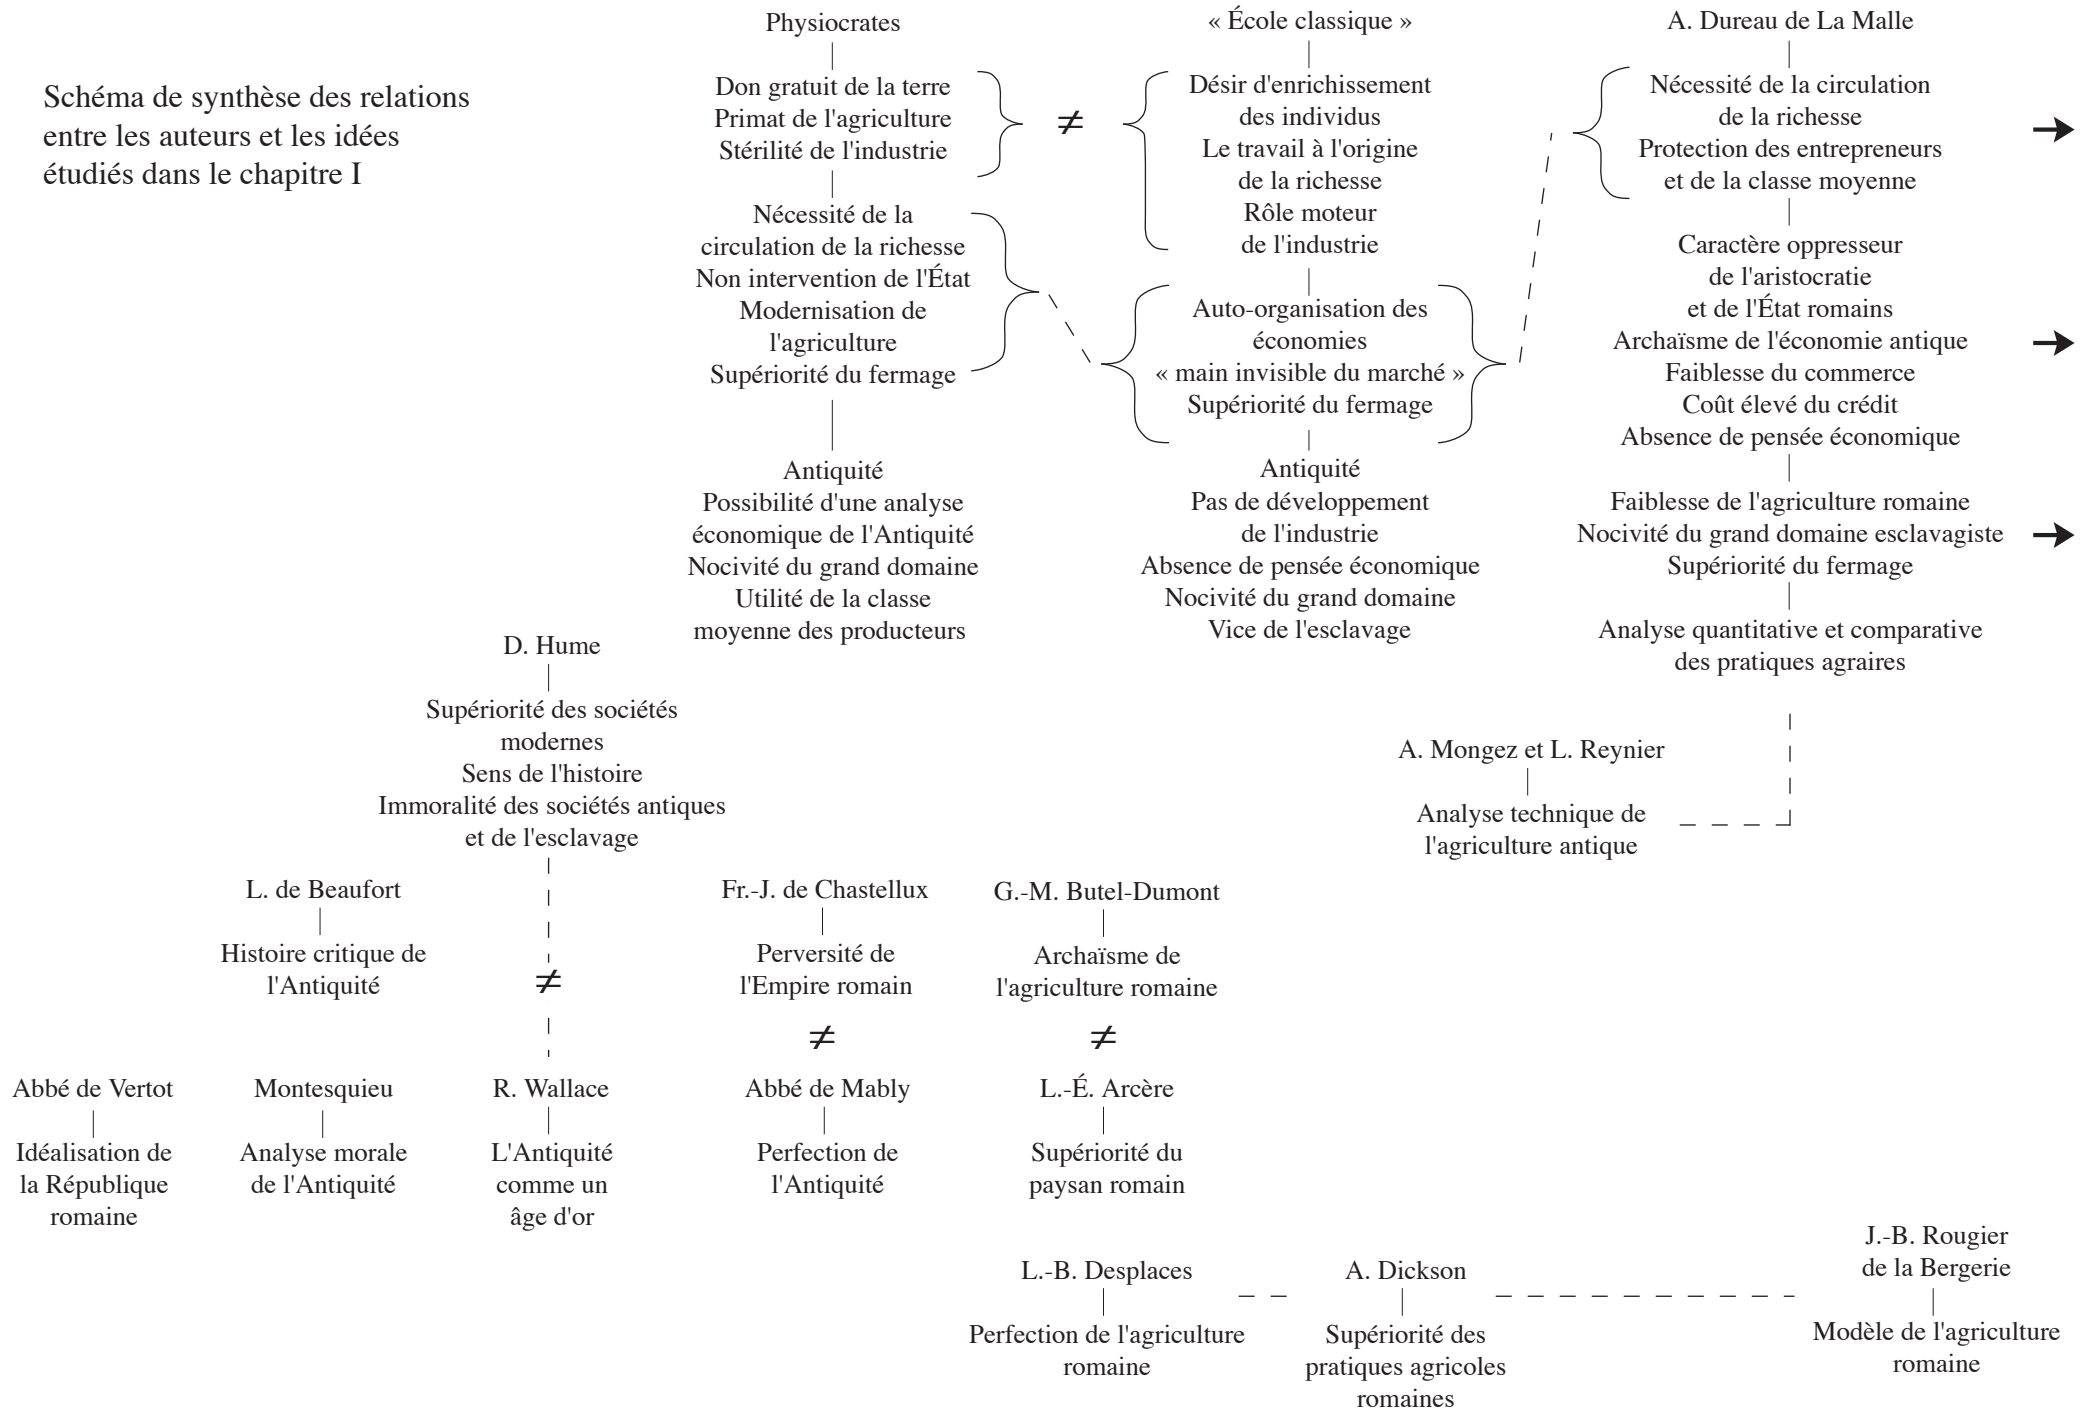 Schéma de synthèse des relations
entre les auteurs et les idées
étudiés dans le chapitre I
Physiocrates
Don gratuit de la terre
Primat de l'agriculture
Stérilité de l'industrie
Nécessité de la
circulation de la richesse
Non intervention de l'État
Modernisation de
l'agriculture
Supériorité du fermage
Antiquité
Possibilité d'une analyse
économique de l'Antiquité
Nocivité du grand domaine
Utilité de la classe
moyenne des producteurs
≠
« École classique »
Désir d'enrichissement
des individus
Le travail à l'origine
de la richesse
Rôle moteur
de l'industrie
Auto-organisation des
économies
« main invisible du marché »
Supériorité du fermage
Antiquité
Pas de développement
de l'industrie
Absence de pensée économique
Nocivité du grand domaine
Vice de l'esclavage
A. Dureau de La Malle
Nécessité de la circulation
de la richesse
Protection des entrepreneurs
et de la classe moyenne
Caractère oppresseur
de l'aristocratie
et de l'État romains
Archaïsme de l'économie antique
Faiblesse du commerce
Coût élevé du crédit
Absence de pensée économique
Faiblesse de l'agriculture romaine
Nocivité du grand domaine esclavagiste
Supériorité du fermage
Analyse quantitative et comparative
des pratiques agraires
A. Mongez et L. Reynier
Analyse technique de
l'agriculture antique
D. Hume
Supériorité des sociétés
modernes
Sens de l'histoire
Immoralité des sociétés antiques
et de l'esclavage
L. de Beaufort
Histoire critique de
l'Antiquité
≠
Fr.-J. de Chastellux
Perversité de
l'Empire romain
≠
G.-M. Butel-Dumont
Archaïsme de
l'agriculture romaine
≠
Abbé de Vertot
Idéalisation de
la République
romaine
Montesquieu
Analyse morale
de l'Antiquité
R. Wallace
L'Antiquité
comme un
âge d'or
Abbé de Mably
Perfection de
l'Antiquité
L.-É. Arcère
Supériorité du
paysan romain
L.-B. Desplaces
Perfection de l'agriculture
romaine
A. Dickson
Supériorité des
pratiques agricoles
romaines
J.-B. Rougier
de la Bergerie
Modèle de l'agriculture
romaine